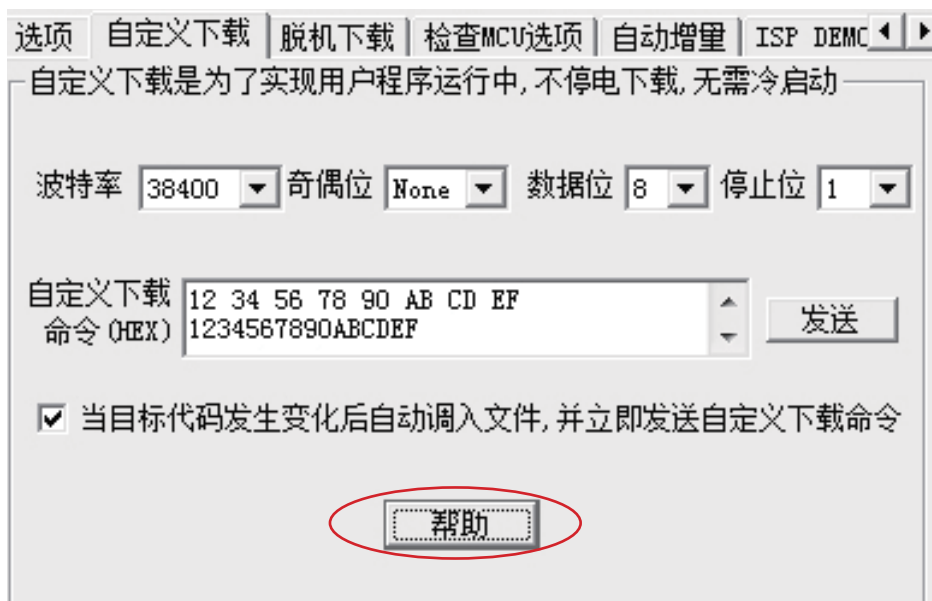 选项 自定义下载 脱机下载 检查MCU选项 自动增量 ISP DEMO
自定义下载是为了实现用户程序运行中,不停电下载,无需冷启动
波特率 38400 奇偶位 None 数据位 8 停止位 1
自定义下载 12 34 56 78 90 AB CD EF
命令(HEX) 1234567890ABCDEF 发送
当目标代码发生变化后自动调入文件,并立即发送自定义下载命令
帮助